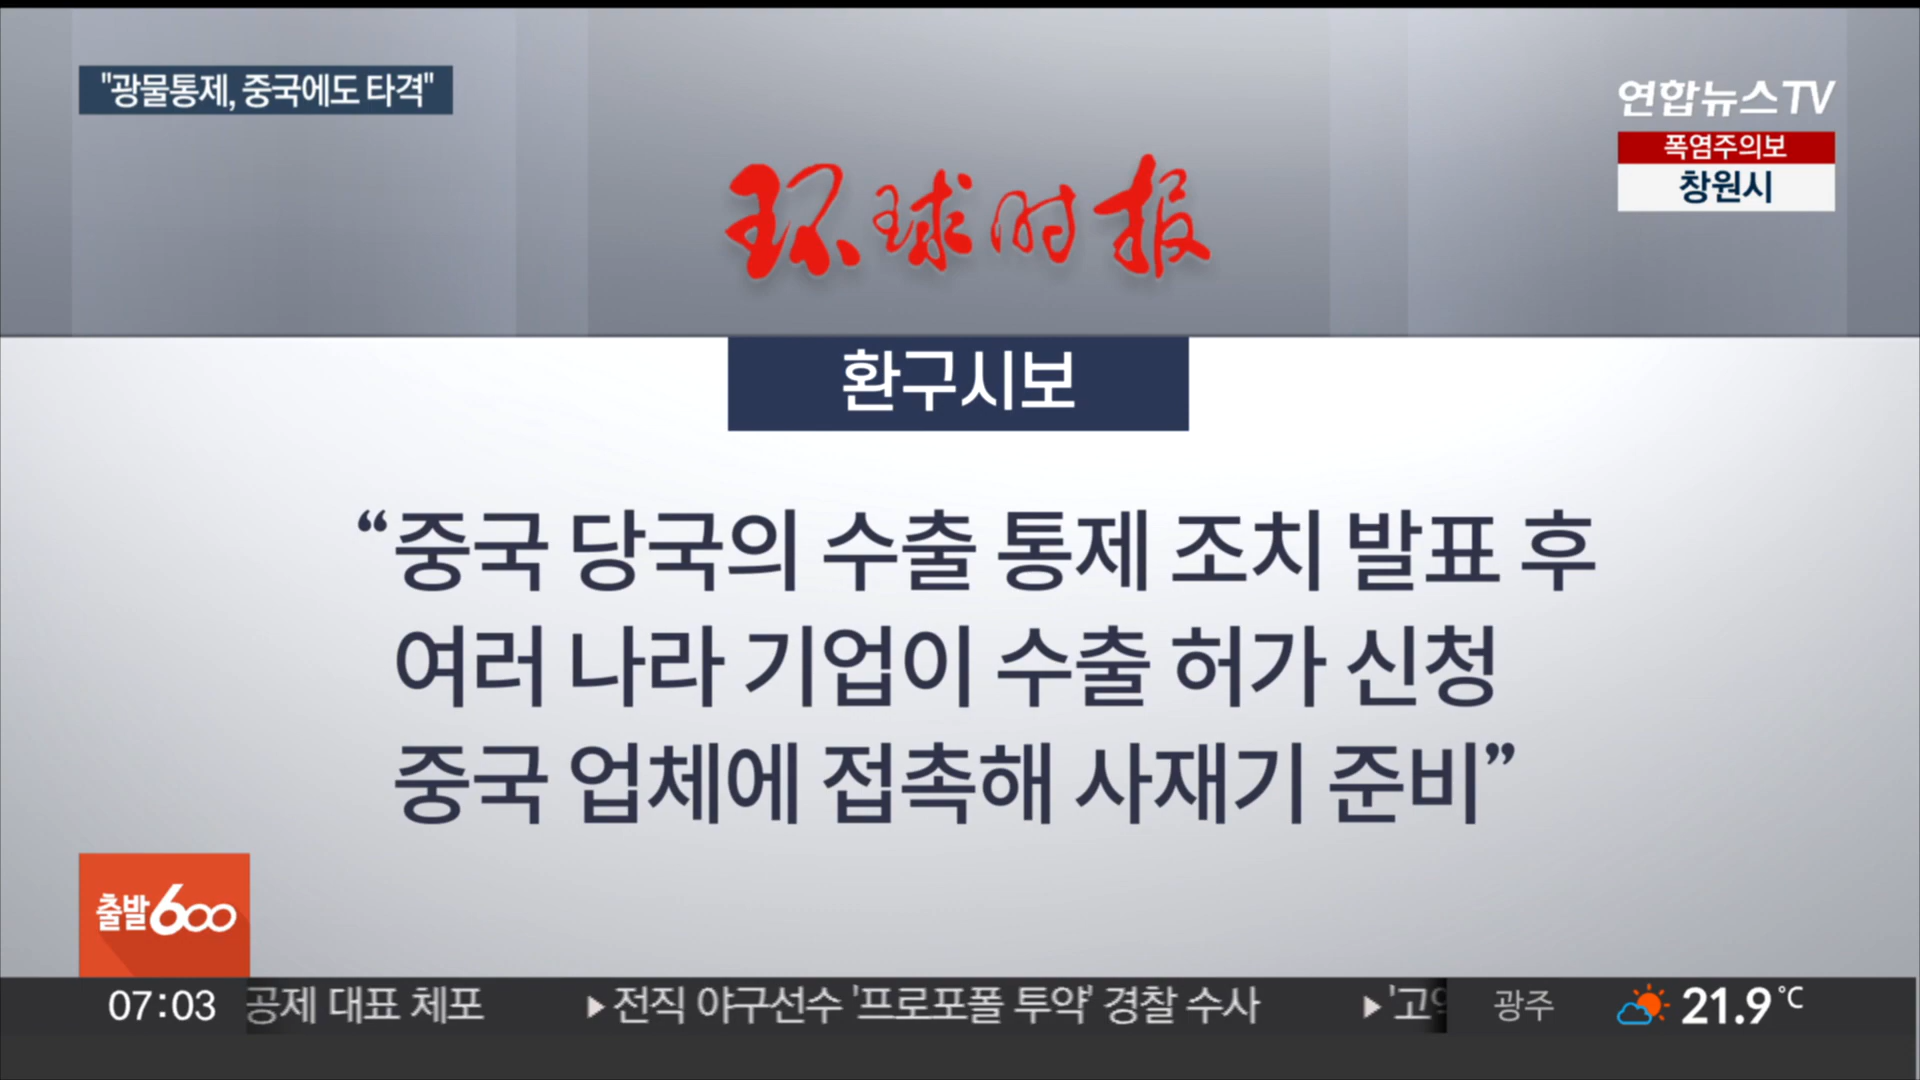 "광물통제, 중국에도 타격"
연합뉴스TV
폭염주의보
창원시
环球时报
환구시보
“중국 당국의 수출 통제 조치 발표 후
여러 나라 기업이 수출 허가 신청
중국 업체에 접촉해 사재기 준비”
출발600
07:03 공제 대표 체포 ▶전직 야구선수 '프로포폴 투약' 경찰 수사 ▶'고 광주 21.9°C